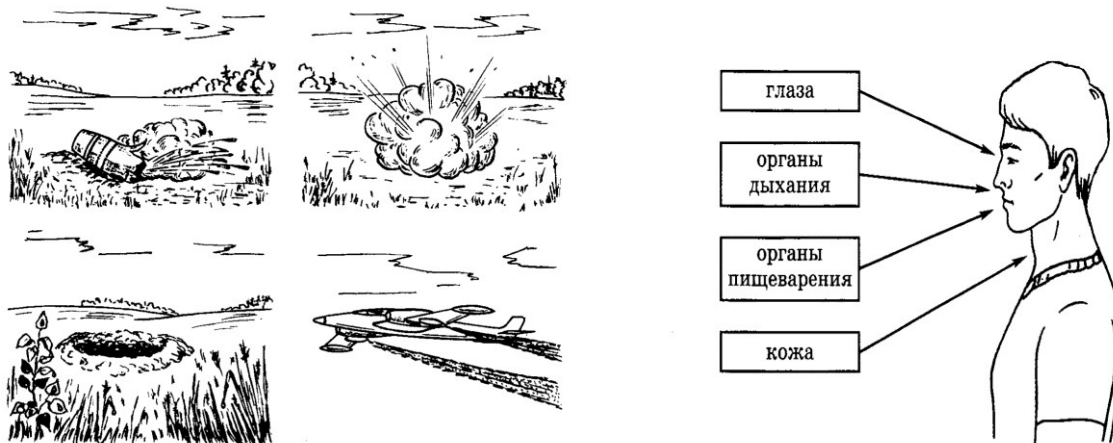 глаза
органы
дыхания
органы
пищеварения
кожа